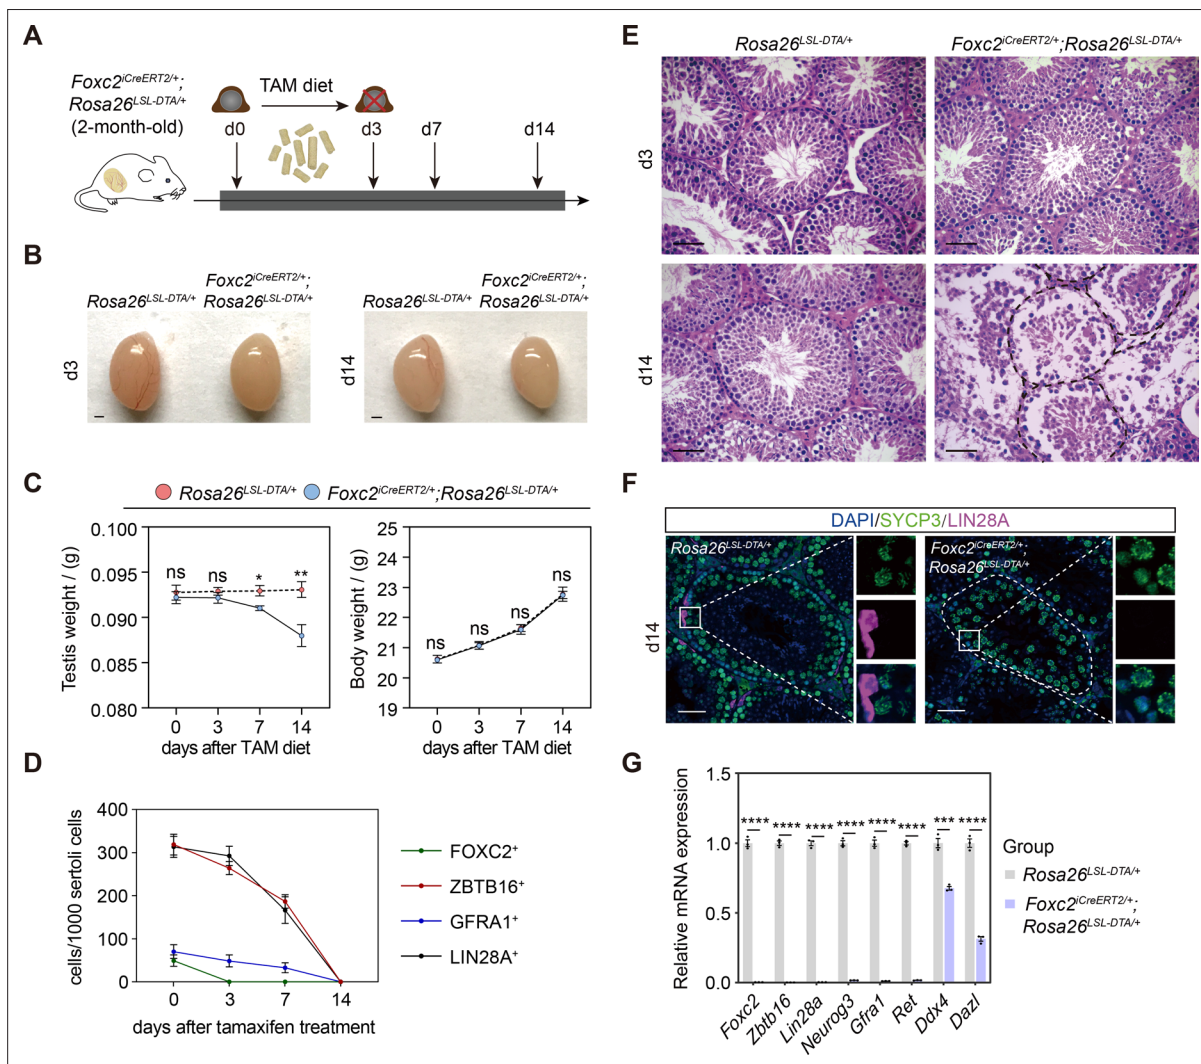 A
Foxc2iCreERT2/+;
Rosa26LSL-DTA/+
(2-month-old)
TAM diet
d0
d3
d7
d14
B
Rosa26LSL-DTA/+
Foxc2iCreERT2/+;
Rosa26LSL-DTA/+
Rosa26LSL-DTA/+
Foxc2iCreERT2/+;
Rosa26LSL-DTA/+
d3
d14
C
Rosa26LSL-DTA/+
Foxc2iCreERT2/+;Rosa26LSL-DTA/+
Testis weight / (g)
0.100
0.095
0.090
0.085
0.080
ns
ns
*
**
0
3
7
14
days after TAM diet
Body weight / (g)
25
24
23
22
21
20
19
ns
ns
ns
ns
0
3
7
14
days after TAM diet
D
cells/1000 sertoli cells
400
300
200
100
0
0
3
7
14
days after tamaxifen treatment
FOXC2+
ZBTB16+
GFRA1+
LIN28A+
E
Rosa26LSL-DTA/+
Foxc2iCreERT2/+;Rosa26LSL-DTA/+
d3
d14
F
DAPI/SYCP3/LIN28A
Rosa26LSL-DTA/+
Foxc2iCreERT2/+;
Rosa26LSL-DTA/+
d14
G
Relative mRNA expression
1.5
1.0
0.5
0.0
****
****
****
****
****
****
***
****
Foxc2
Zbtb16
Lin28a
Neurog3
Gfra1
Ret
Ddx4
Dazl
Group
Rosa26LSL-DTA/+
Foxc2iCreERT2/+;
Rosa26LSL-DTA/+